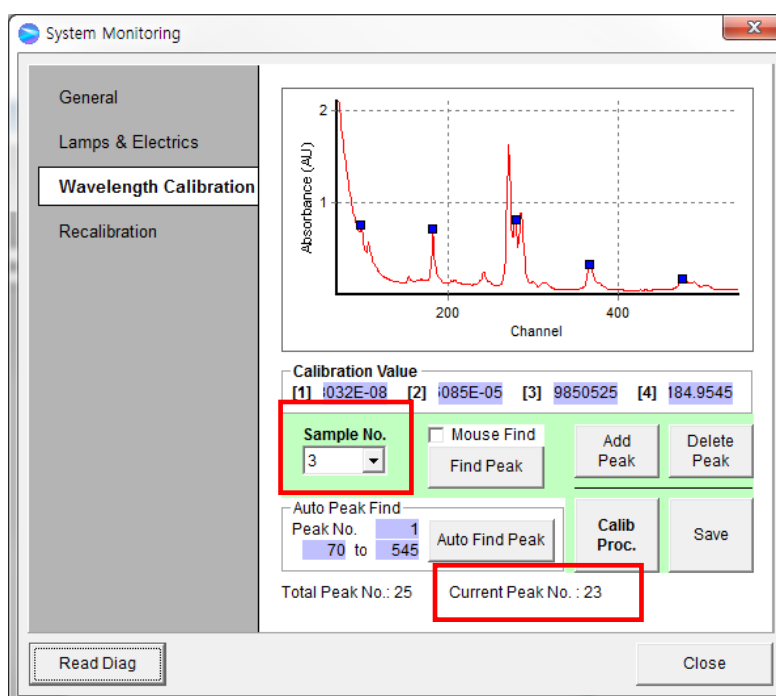 System Monitoring
General
Lamps & Electrics
Wavelength Calibration
Recalibration
2
1
Absorbance (AU)
200 400
Channel
Calibration Value
[1] 032E-08 [2] 085E-05 [3] 9850525 [4] 184.9545
Sample No.
3
Mouse Find
Find Peak
Add
Peak
Delete
Peak
Auto Peak Find
Peak No. 1
70 to 545
Auto Find Peak
Calib
Proc.
Save
Total Peak No.: 25 Current Peak No. : 23
Read Diag
Close